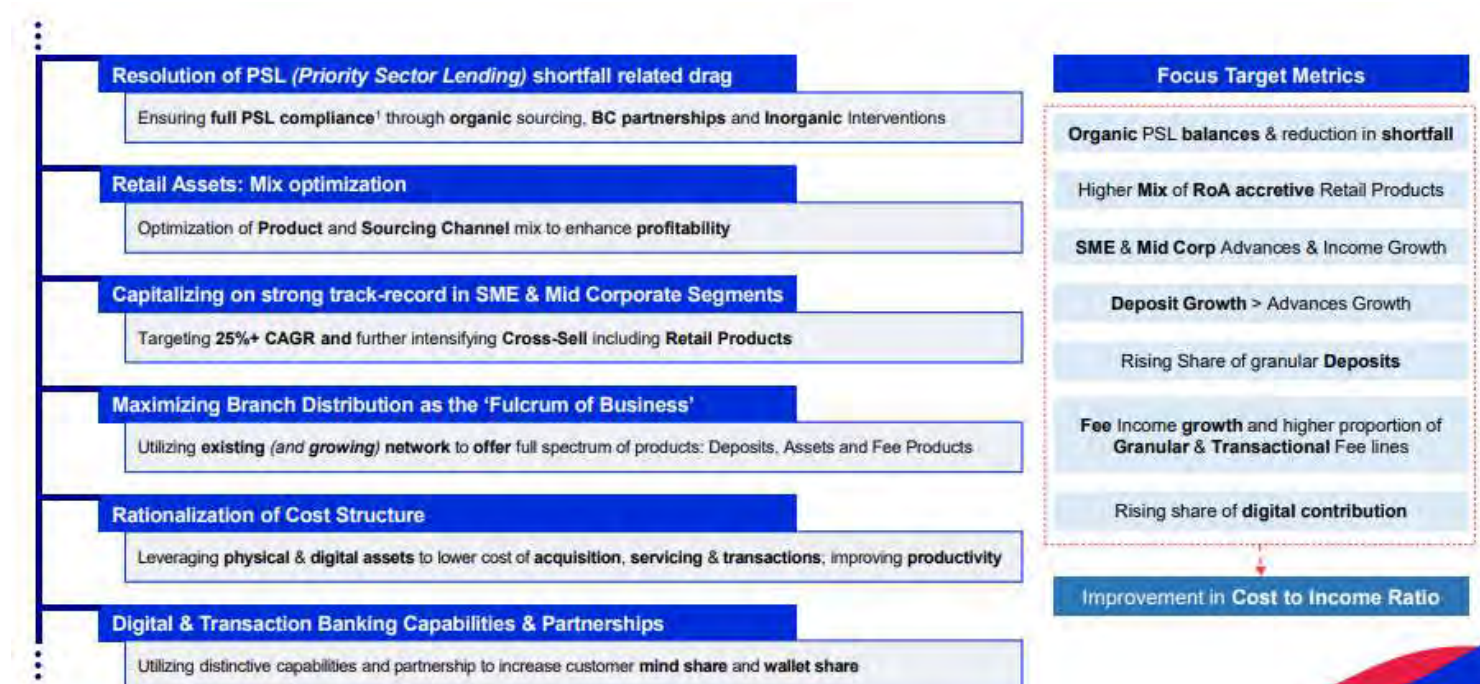 Resolution of PSL (Priority Sector Lending) shortfall related drag
Ensuring full PSL compliance¹ through organic sourcing, BC partnerships and Inorganic Interventions
Retail Assets: Mix optimization
Optimization of Product and Sourcing Channel mix to enhance profitability
Capitalizing on strong track-record in SME & Mid Corporate Segments
Targeting 25%+ CAGR and further intensifying Cross-Sell including Retail Products
Maximizing Branch Distribution as the ‘Fulcrum of Business’
Utilizing existing (and growing) network to offer full spectrum of products: Deposits, Assets and Fee Products
Rationalization of Cost Structure
Leveraging physical & digital assets to lower cost of acquisition, servicing & transactions; improving productivity
Digital & Transaction Banking Capabilities & Partnerships
Utilizing distinctive capabilities and partnership to increase customer mind share and wallet share
Focus Target Metrics
Organic PSL balances & reduction in shortfall
Higher Mix of RoA accretive Retail Products
SME & Mid Corp Advances & Income Growth
Deposit Growth > Advances Growth
Rising Share of granular Deposits
Fee Income growth and higher proportion of
Granular & Transactional Fee lines
Rising share of digital contribution
Improvement in Cost to Income Ratio